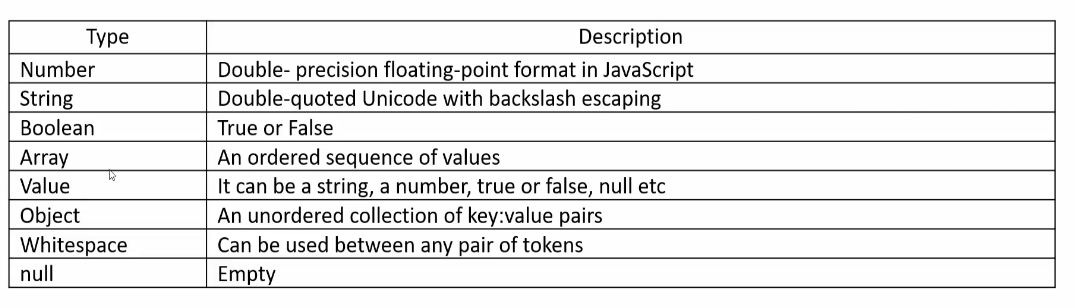 Type Description
Number Double- precision floating-point format in JavaScript
String Double-quoted Unicode with backslash escaping
Boolean True or False
Array An ordered sequence of values
Value It can be a string, a number, true or false, null etc
Object An unordered collection of key:value pairs
Whitespace Can be used between any pair of tokens
null Empty